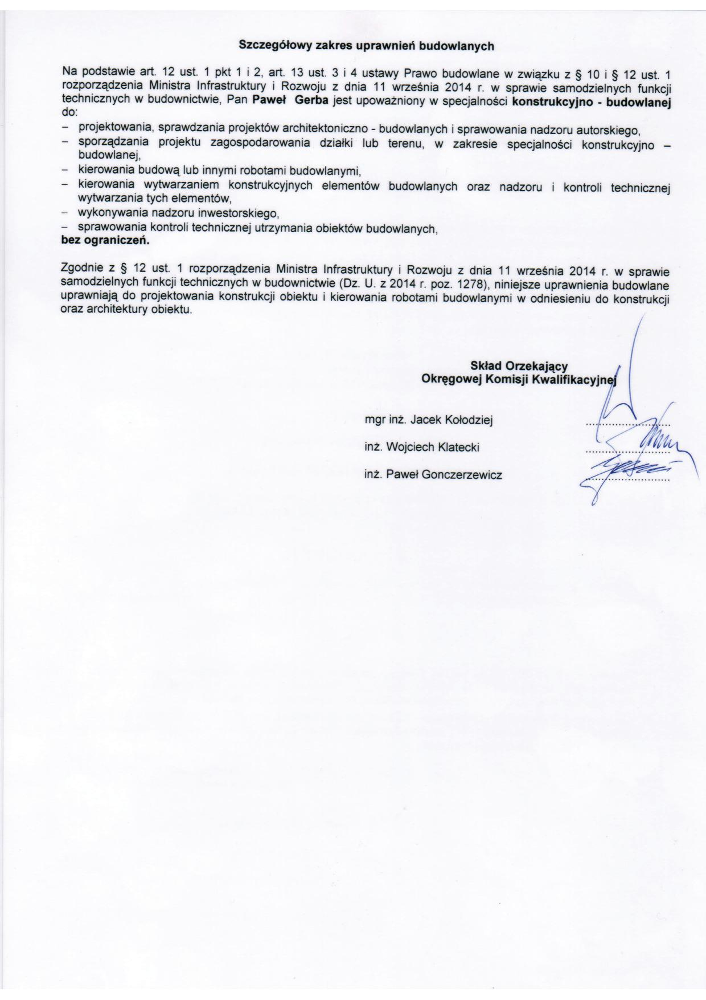 Szczegółowy zakres uprawnień budowlanych
Na podstawie art. 12 ust. 1 pkt 1 i 2, art. 13 ust. 3 i 4 ustawy Prawo budowlane w związku z § 10 i § 12 ust. 1
rozporządzenia Ministra Infrastruktury i Rozwoju z dnia 11 września 2014 r. w sprawie samodzielnych funkcji
technicznych w budownictwie, Pan Paweł Gerba jest upoważniony w specjalności konstrukcyjno - budowlanej
do:
– projektowania, sprawdzania projektów architektoniczno - budowlanych i sprawowania nadzoru autorskiego,
– sporządzania projektu zagospodarowania działki lub terenu, w zakresie specjalności konstrukcyjno –
budowlanej,
– kierowania budową lub innymi robotami budowlanymi,
– kierowania wytwarzaniem konstrukcyjnych elementów budowlanych oraz nadzoru i kontroli technicznej
wytwarzania tych elementów,
– wykonywania nadzoru inwestorskiego,
– sprawowania kontroli technicznej utrzymania obiektów budowlanych,
bez ograniczeń.
Zgodnie z § 12 ust. 1 rozporządzenia Ministra Infrastruktury i Rozwoju z dnia 11 września 2014 r. w sprawie
samodzielnych funkcji technicznych w budownictwie (Dz. U. z 2014 r. poz. 1278), niniejsze uprawnienia budowlane
uprawniają do projektowania konstrukcji obiektu i kierowania robotami budowlanymi w odniesieniu do konstrukcji
oraz architektury obiektu.
Skład Orzekający
Okręgowej Komisji Kwalifikacyjnej
mgr inż. Jacek Kołodziej
inż. Wojciech Klatecki
inż. Paweł Gonczerzewicz